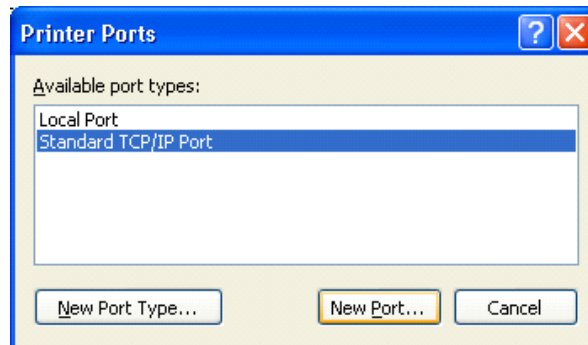 Printer Ports
Available port types:
Local Port
Standard TCP/IP Port
New Port Type... New Port... Cancel